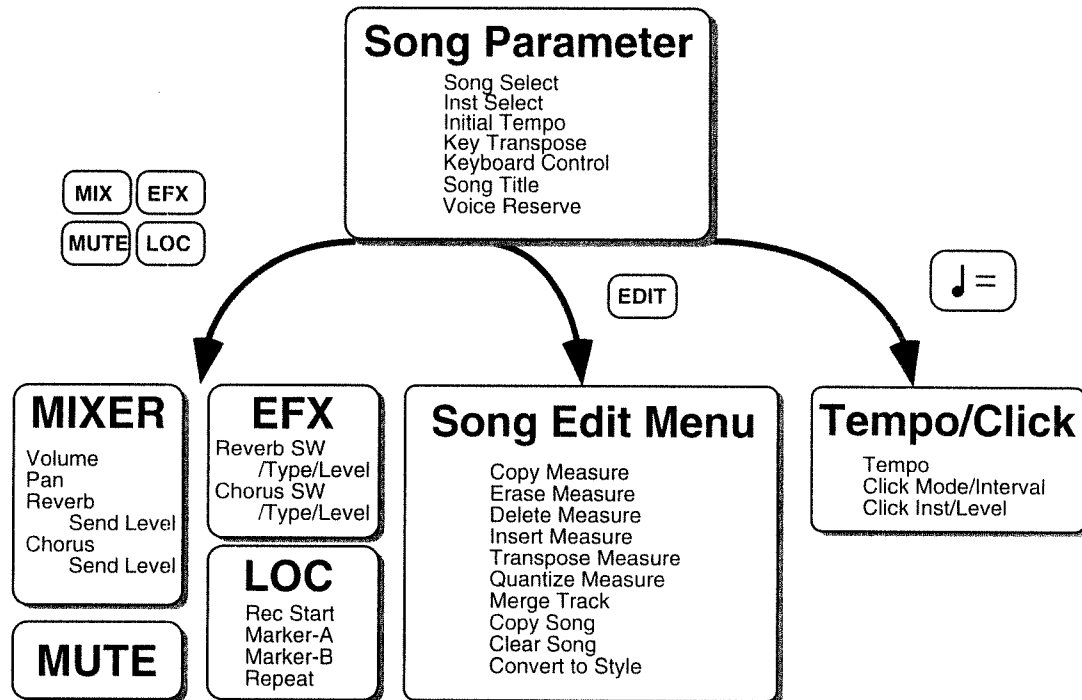 Song Parameter
Song Select
Inst Select
Initial Tempo
Key Transpose
Keyboard Control
Song Title
Voice Reserve
MIX
EFX
MUTE
LOC
EDIT
♩=
MIXER
Volume
Pan
Reverb
Send Level
Chorus
Send Level
MUTE
EFX
Reverb SW
/Type/Level
Chorus SW
/Type/Level
LOC
Rec Start
Marker-A
Marker-B
Repeat
Song Edit Menu
Copy Measure
Erase Measure
Delete Measure
Insert Measure
Transpose Measure
Quantize Measure
Merge Track
Copy Song
Clear Song
Convert to Style
Tempo/Click
Tempo
Click Mode/Interval
Click Inst/Level